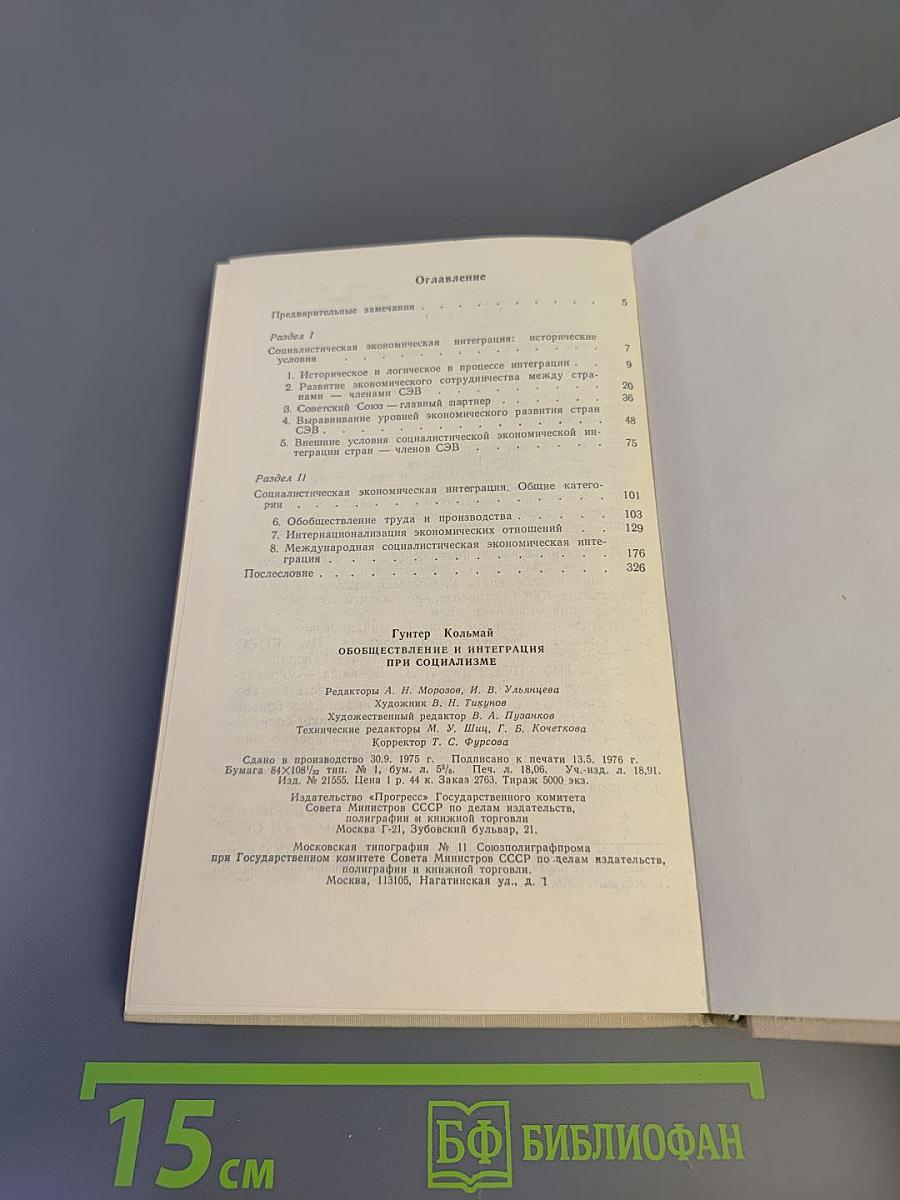 Оглавление
Предварительные замечания . . . . . . . . . 5
Раздел I
Социалистическая экономическая интеграция: исторические
условия . . . . . . . . . . . . . 7
1. Историческое и логическое в процессе интеграции . . 9
2. Развитие экономического сотрудничества между стра-
нами — членами СЭВ . . . . . . . . . 20
3. Советский Союз — главный партнер . . . . . . 36
4. Выравнивание уровней экономического развития стран
СЭВ . . . . . . . . . . . . . . 48
5. Внешние условия социалистической экономической ин-
теграции стран — членов СЭВ . . . . . . . 75
Раздел II
Социалистическая экономическая интеграция. Общие катего-
рии . . . . . . . . . . . . . . . . 101
6. Обобществление труда и производства . . . . . 103
7. Интернационализация экономических отношений . . 129
8. Международная социалистическая экономическая инте-
грация . . . . . . . . . . . . . . 176
Послесловие . . . . . . . . . . . . . . 326
Гунтер Кольмай
ОБОБЩЕСТВЛЕНИЕ И ИНТЕГРАЦИЯ
ПРИ СОЦИАЛИЗМЕ
Редакторы А. Н. Морозов, И. В. Ульянцева
Художник В. Н. Тикунов
Художественный редактор В. А. Пузанков
Технические редакторы М. У. Шиц, Г. Б. Кочеткова
Корректор Т. С. Фурсова
Сдано в производство 30.9. 1975 г. Подписано к печати 13.5. 1976 г.
Бумага 84×108¹/₃₂ тип. № 1, бум. л. 5⁵/₈. Печ. л. 18,06. Уч.-изд. л. 18,91.
Изд. № 21555. Цена 1 р. 44 к. Заказ 2763. Тираж 5000 экз.
Издательство «Прогресс» Государственного комитета
Совета Министров СССР по делам издательств,
полиграфии и книжной торговли
Москва Г-21, Зубовский бульвар, 21.
Московская типография № 11 Союзполиграфпрома
при Государственном комитете Совета Министров СССР по делам издательств,
полиграфии и книжной торговли.
Москва, 113105, Нагатинская ул., д. 1
15 см
БФ БИБЛИОФАН